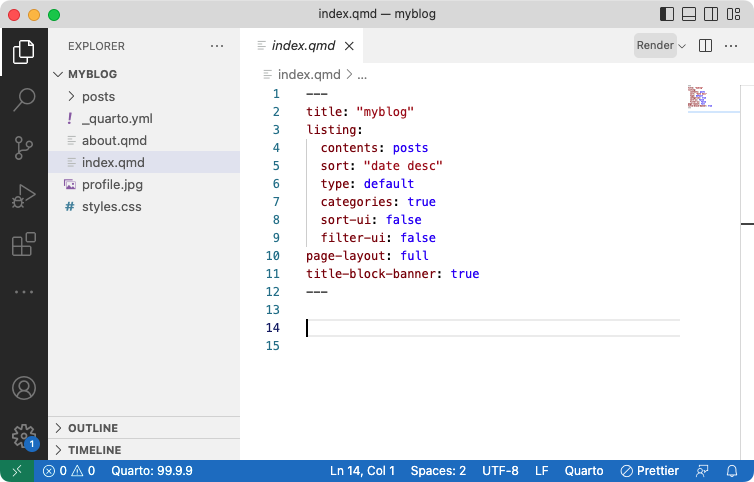 index.qmd — myblog
EXPLORER
MYBLOG
posts
! _quarto.yml
about.qmd
index.qmd
profile.jpg
# styles.css
OUTLINE
TIMELINE
index.qmd
Render
index.qmd > ...
1 ---
2 title: "myblog"
3 listing:
4   contents: posts
5   sort: "date desc"
6   type: default
7   categories: true
8   sort-ui: false
9   filter-ui: false
10 page-layout: full
11 title-block-banner: true
12 ---
13
14
15
1
0 0 Quarto: 99.9.9 Ln 14, Col 1 Spaces: 2 UTF-8 LF Quarto Prettier